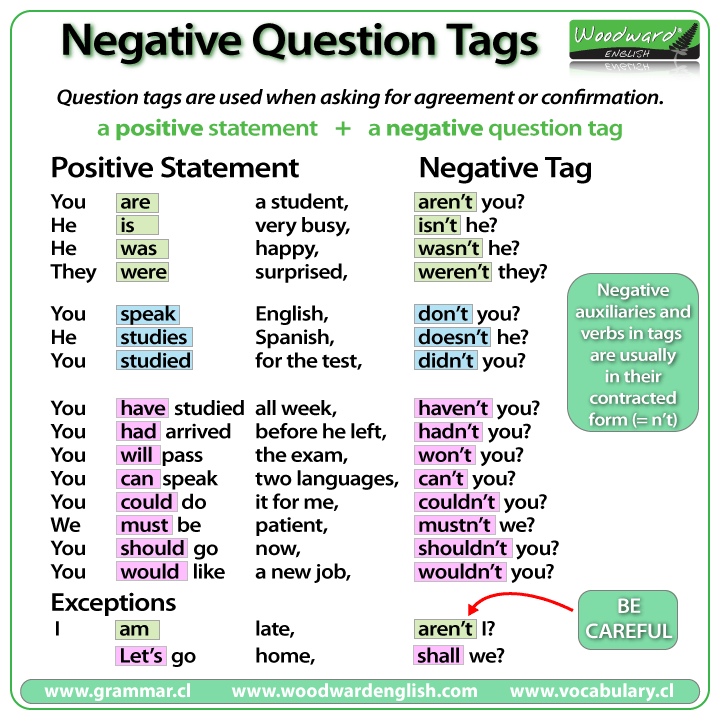 Negative Question Tags
Woodward®
ENGLISH
Question tags are used when asking for agreement or confirmation.
a positive statement + a negative question tag
Positive Statement Negative Tag
You are a student, aren't you?
He is very busy, isn't he?
He was happy, wasn't he?
They were surprised, weren't they?
You speak English, don't you?
He studies Spanish, doesn't he?
You studied for the test, didn't you?
Negative
auxiliaries and
verbs in tags
are usually
in their
contracted
form (= n't)
You have studied all week, haven't you?
You had arrived before he left, hadn't you?
You will pass the exam, won't you?
You can speak two languages, can't you?
You could do it for me, couldn't you?
We must be patient, mustn't we?
You should go now, shouldn't you?
You would like a new job, wouldn't you?
Exceptions
I am late, aren't I?
Let's go home, shall we?
BE
CAREFUL
www.grammar.cl www.woodwardenglish.com www.vocabulary.cl